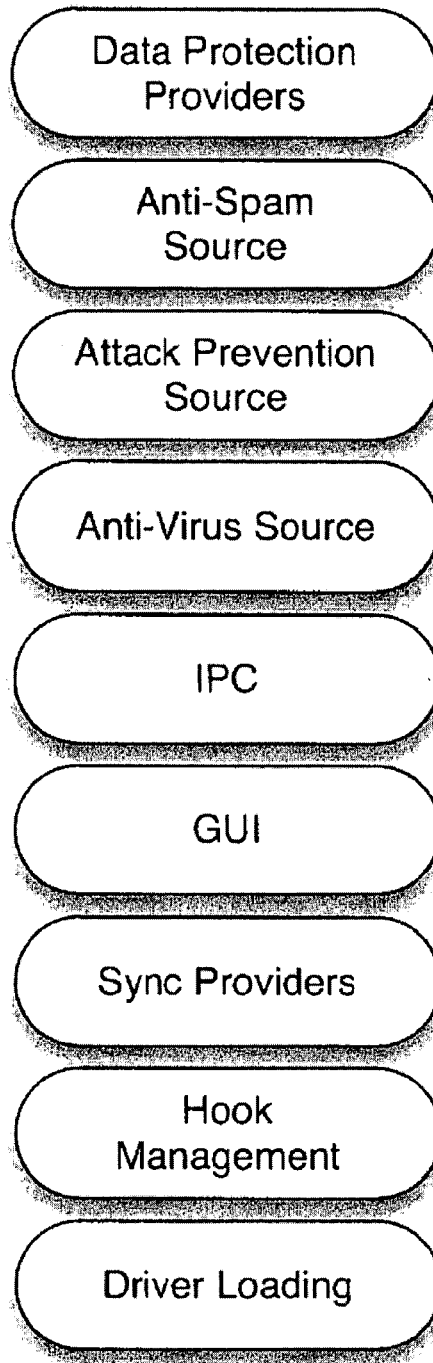 Data Protection
Providers
Anti-Spam
Source
Attack Prevention
Source
Anti-Virus Source
IPC
GUI
Sync Providers
Hook
Management
Driver Loading